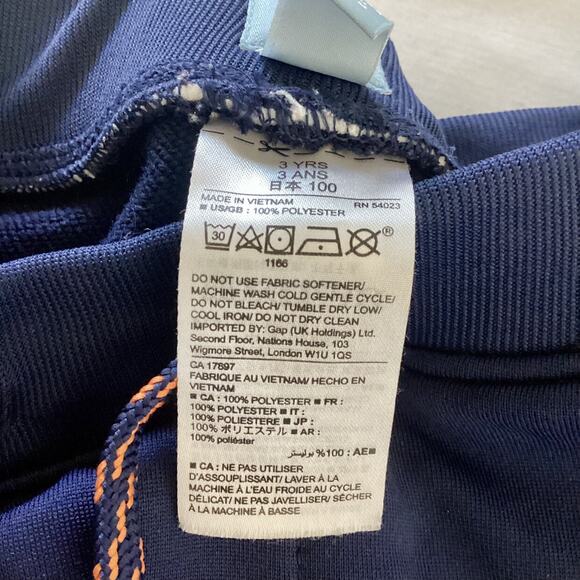 3 YRS
3 ANS
日本 100
MADE IN VIETNAM RN 54023
■ US/GB : 100% POLYESTER
30 ®
1166
DO NOT USE FABRIC SOFTENER/
MACHINE WASH COLD GENTLE CYCLE/
DO NOT BLEACH/ TUMBLE DRY LOW/
COOL IRON/ DO NOT DRY CLEAN
IMPORTED BY: Gap (UK Holdings) Ltd.
Second Floor, Nations House, 103
Wigmore Street, London W1U 1QS
CA 17897
FABRIQUE AU VIETNAM/ HECHO EN
VIETNAM
■ CA : 100% POLYESTER ■ FR :
100% POLYESTER ■ IT :
100% POLIESTERE ■ JP :
100% ポリエステル ■ AR :
100% poliéster
100% بوليستر : AE ■
■ CA : NE PAS UTILISER
D'ASSOUPLISSANT/ LAVER À LA
MACHINE À L'EAU FROIDE AU CYCLE
DÉLICAT/ NE PAS JAVELLISER/ SÉCHER
À LA MACHINE À BASSE